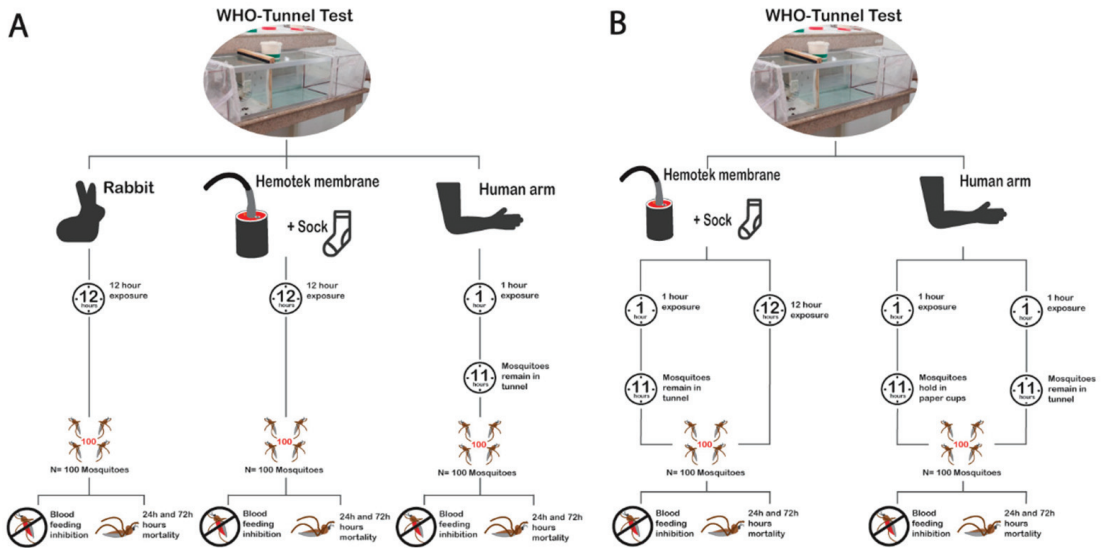 A
WHO-Tunnel Test
Rabbit
Hemotek membrane
+ Sock
Human arm
12
hours
12 hour
exposure
12
hours
12 hour
exposure
1
hour
1 hour
exposure
11
hours
Mosquitoes
remain in
tunnel
100
N= 100 Mosquitoes
100
N= 100 Mosquitoes
100
N= 100 Mosquitoes
Blood
feeding
inhibition
24h and 72h
hours
mortality
Blood
feeding
inhibition
24h and 72h
hours
mortality
Blood
feeding
inhibition
24h and 72h
hours
mortality
B
WHO-Tunnel Test
Hemotek membrane
+ Sock
Human arm
1
hour
1 hour
exposure
12
hours
12 hour
exposure
1
hour
1 hour
exposure
1
hour
1 hour
exposure
11
hours
Mosquitoes
remain in
tunnel
11
hours
Mosquitoes
hold in
paper cups
11
hours
Mosquitoes
remain in
tunnel
100
N= 100 Mosquitoes
100
N= 100 Mosquitoes
Blood
feeding
inhibition
24h and 72h
hours
mortality
Blood
feeding
inhibition
24h and 72h
hours
mortality